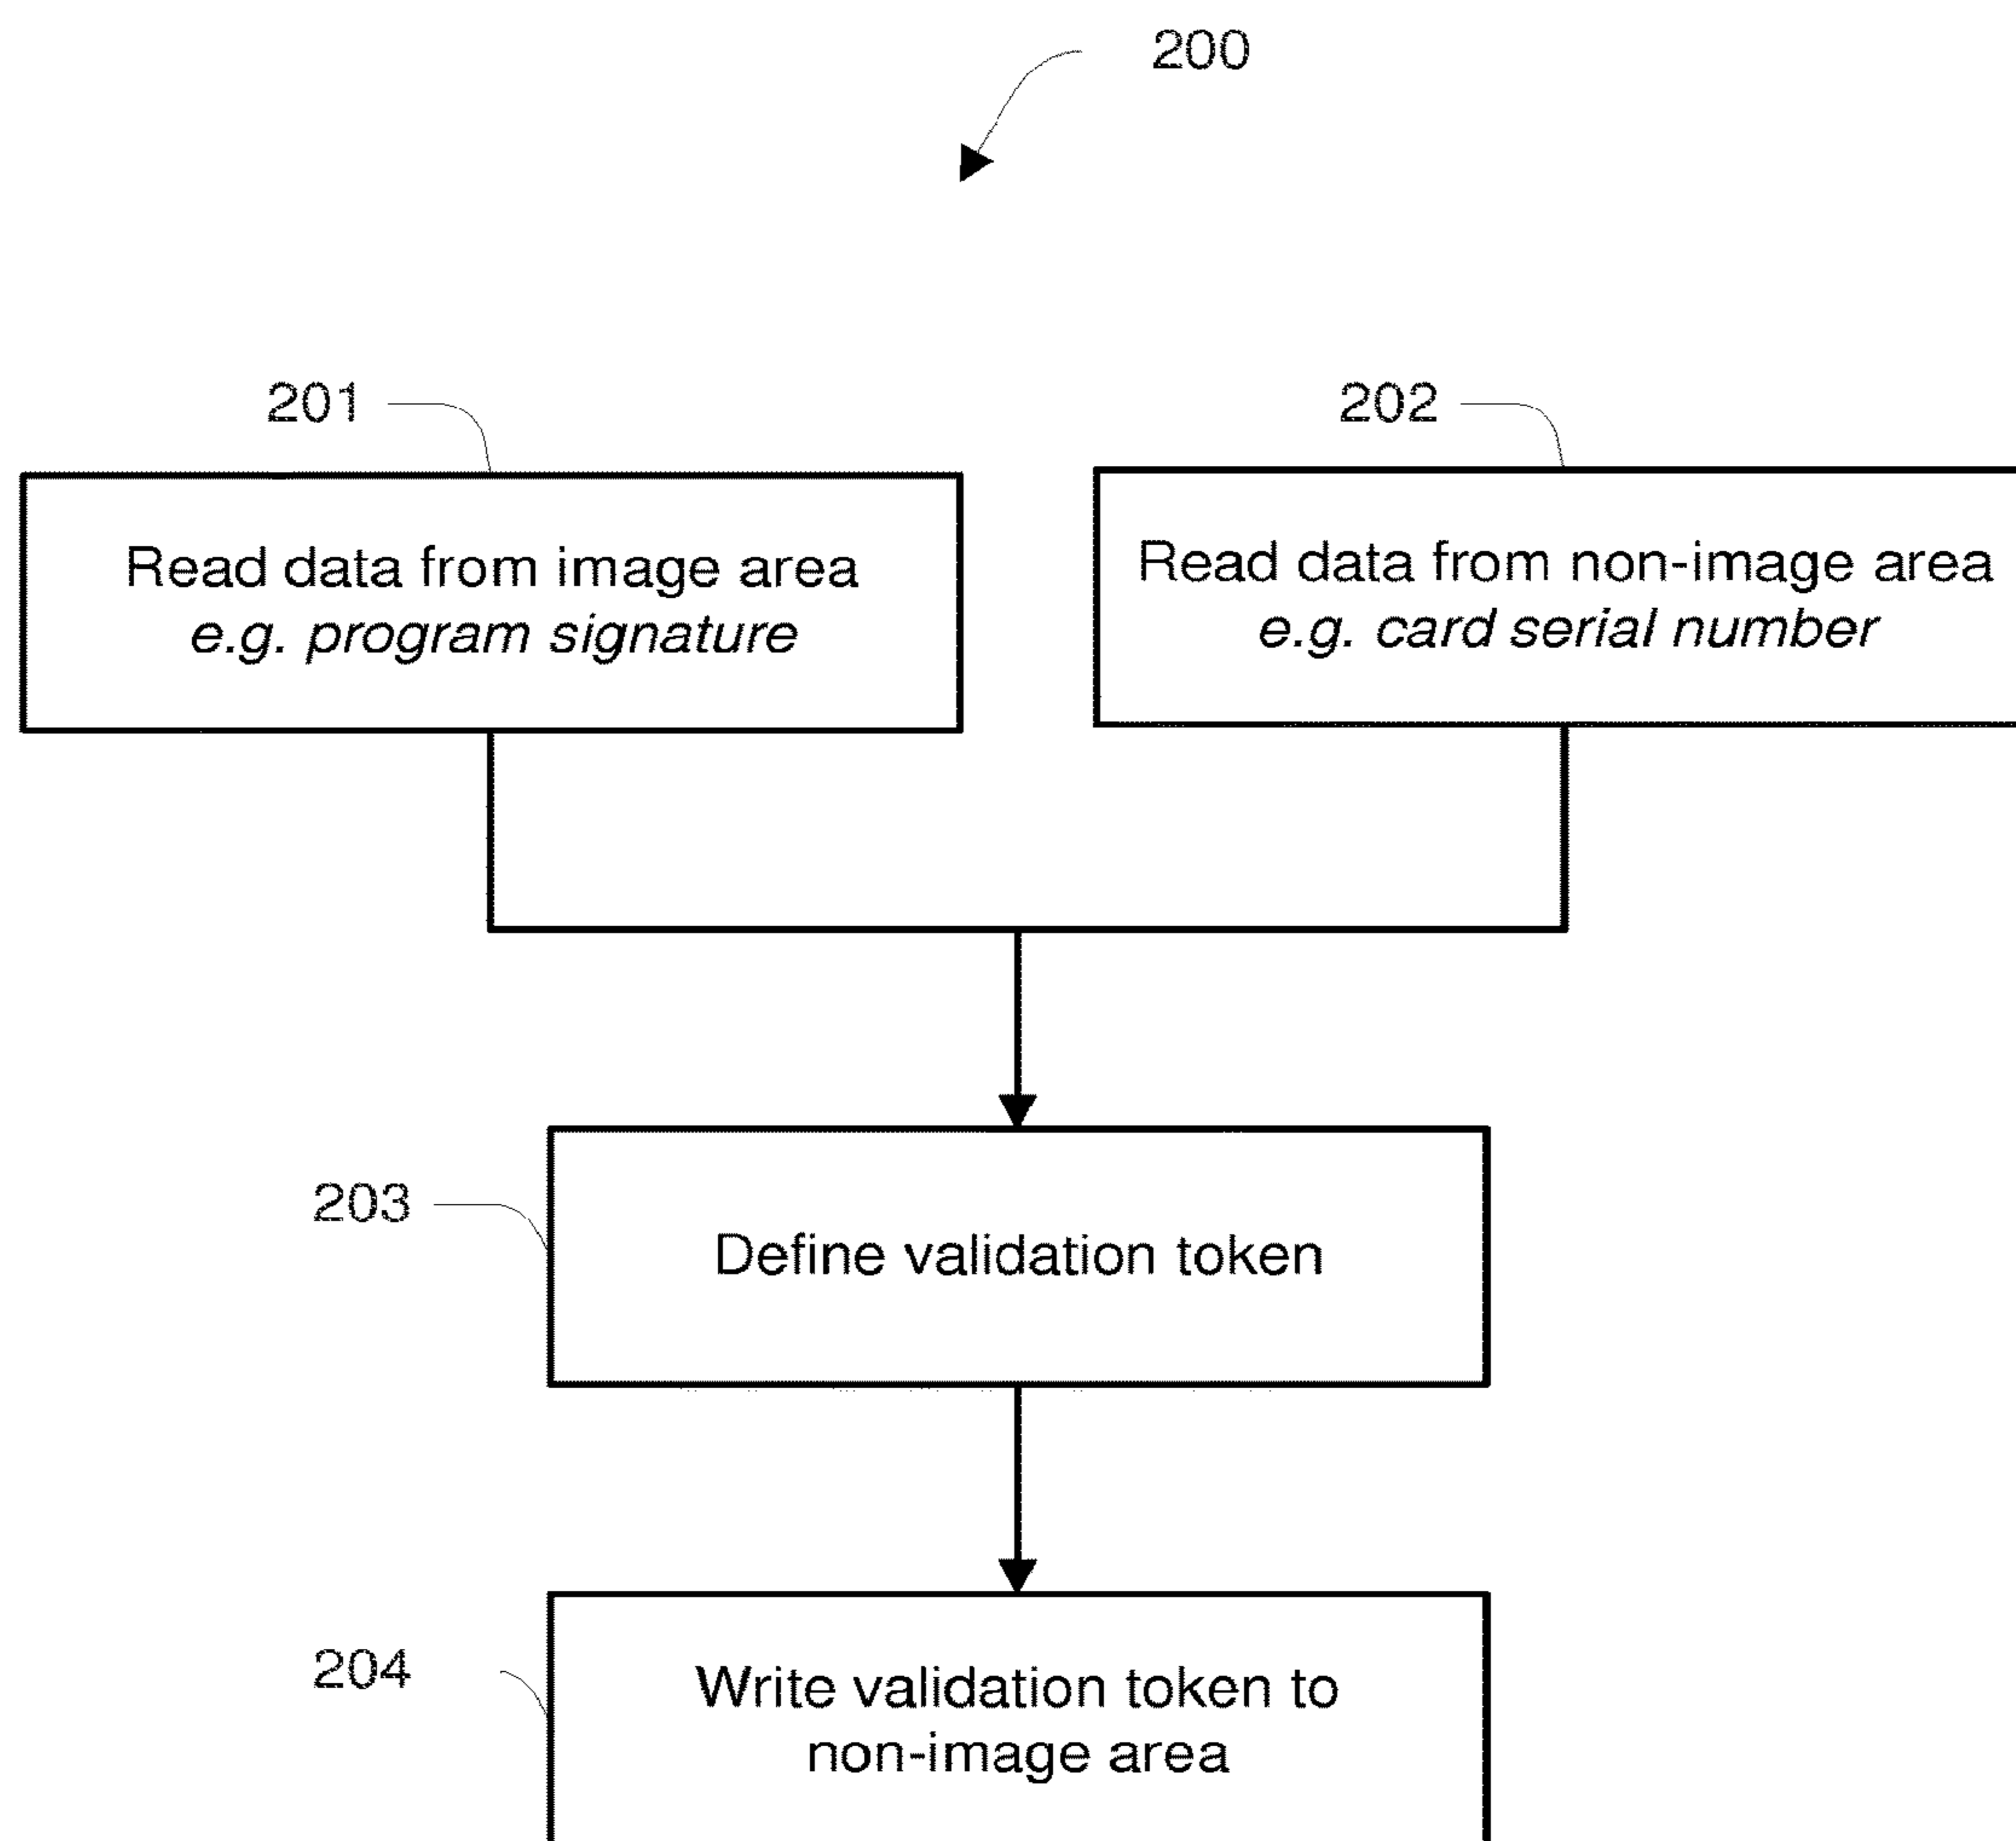 200
201
202
Read data from image area
e.g. program signature
Read data from non-image area
e.g. card serial number
203
Define validation token
204
Write validation token to
non-image area